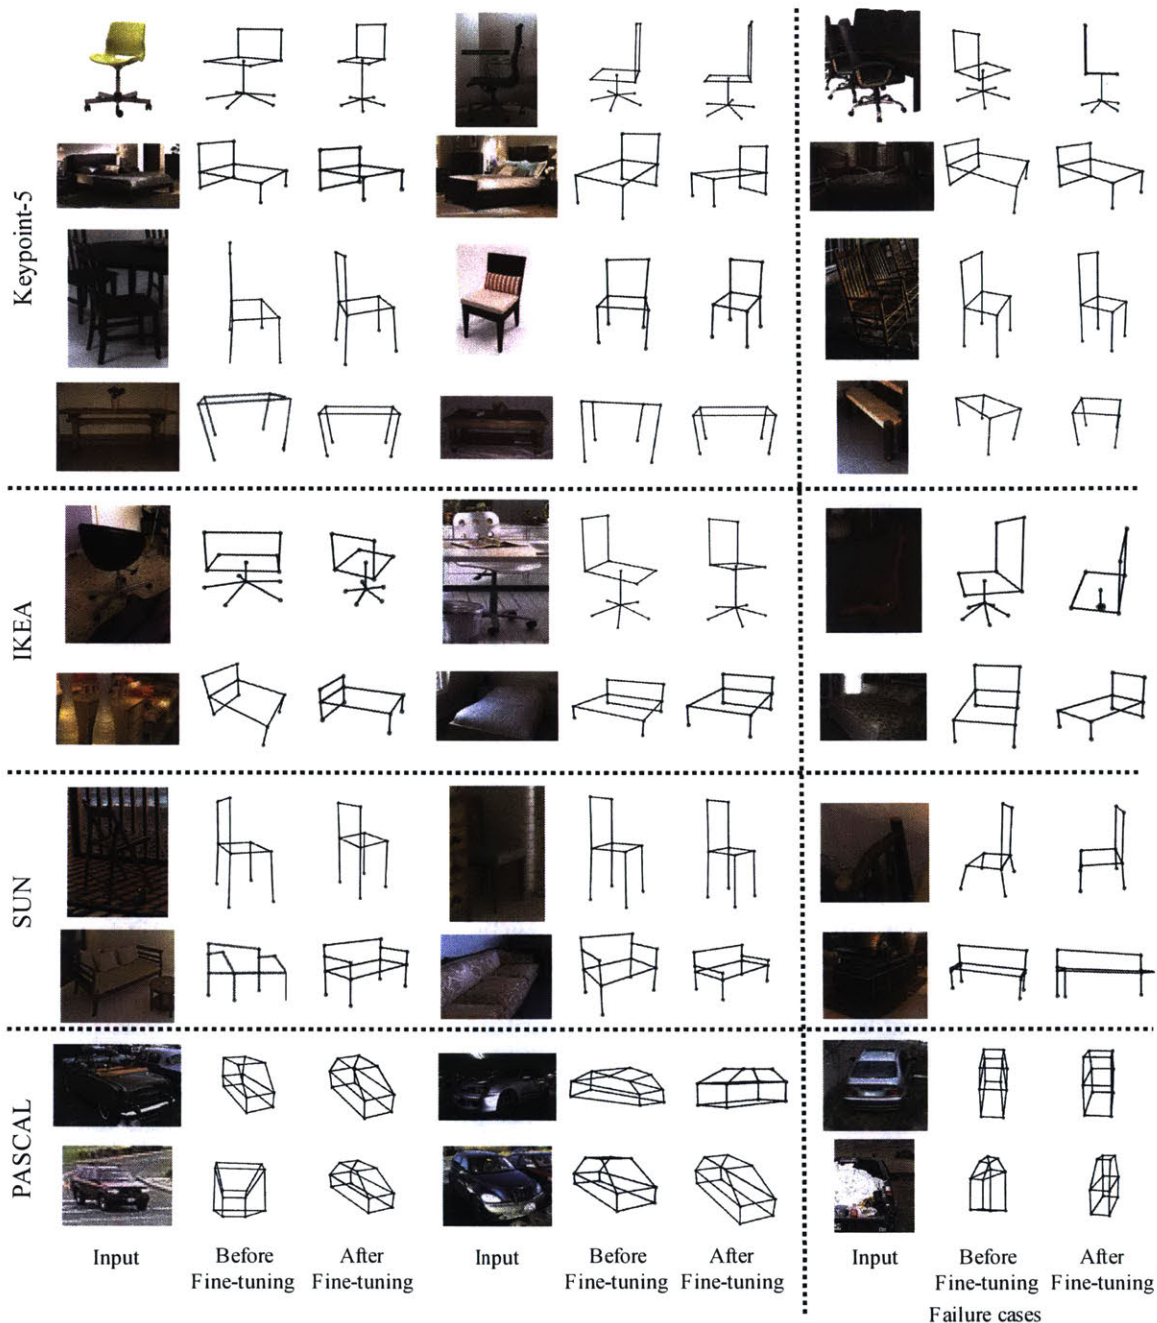 Keypoint-5
IKEA
SUN
PASCAL
Input
Before
Fine-tuning
After
Fine-tuning
Input
Before
Fine-tuning
After
Fine-tuning
Input
Before
Fine-tuning
After
Fine-tuning
Failure cases